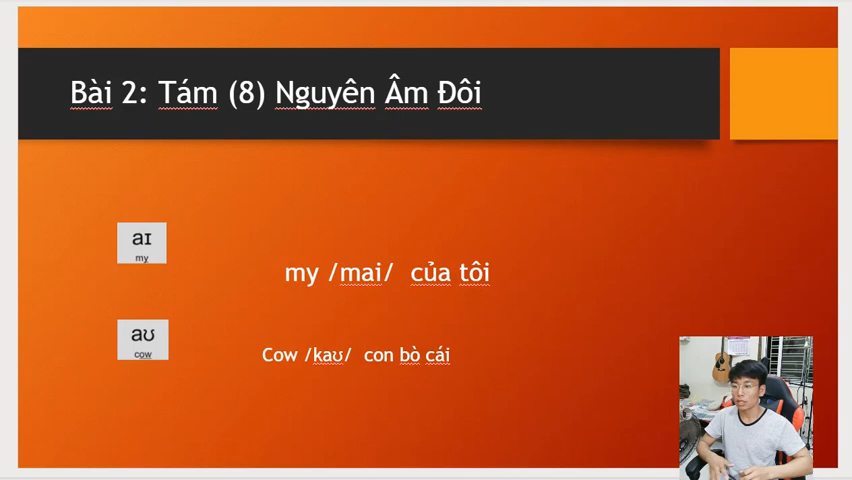 Bài 2: Tám (8) Nguyên Âm Đôi
aɪ
my
my /mai/ của tôi
aʊ
cow
Cow /kaʊ/ con bò cái